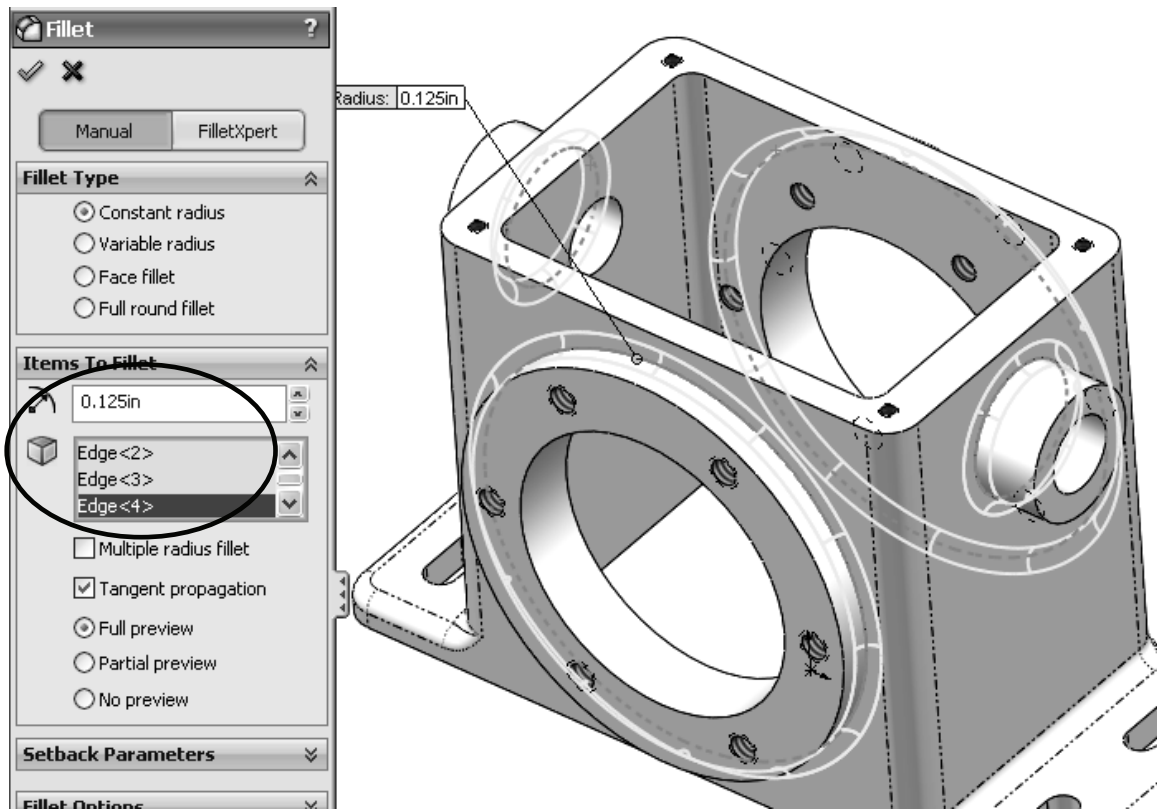 Fillet ?
Manual FilletXpert
Fillet Type
Constant radius
Variable radius
Face fillet
Full round fillet
Items To Fillet
0.125in
Edge<2>
Edge<3>
Edge<4>
Multiple radius fillet
Tangent propagation
Full preview
Partial preview
No preview
Setback Parameters
Fillet Options
Radius: 0.125in